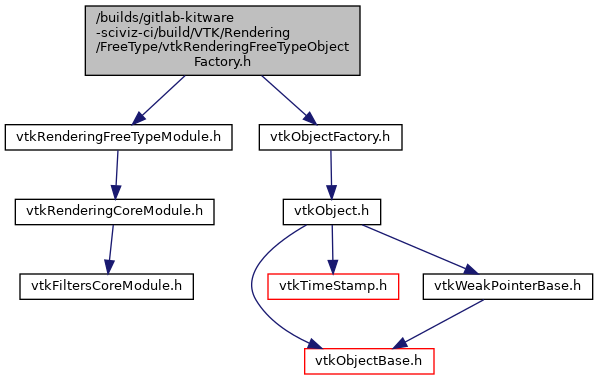 /builds/gitlab-kitware
-sciviz-ci/build/VTK/Rendering
/FreeType/vtkRenderingFreeTypeObject
Factory.h
vtkRenderingFreeTypeModule.h
vtkObjectFactory.h
vtkRenderingCoreModule.h
vtkObject.h
vtkFiltersCoreModule.h
vtkTimeStamp.h
vtkWeakPointerBase.h
vtkObjectBase.h